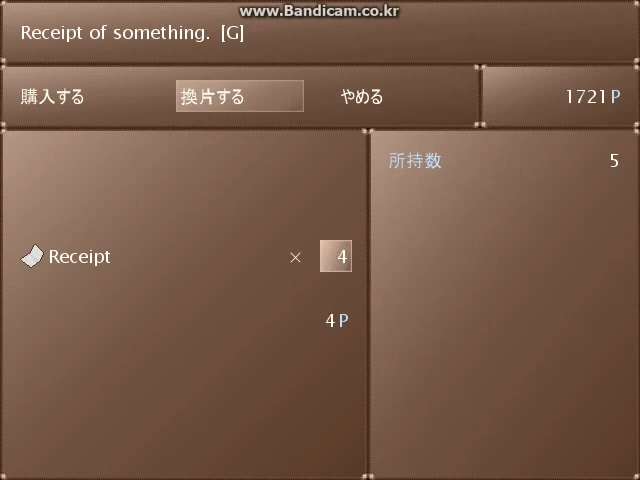 www.Bandicam.co.kr
Receipt of something. [G]
購入する 換片する やめる 1721 P
所持数 5
Receipt × 4
4 P